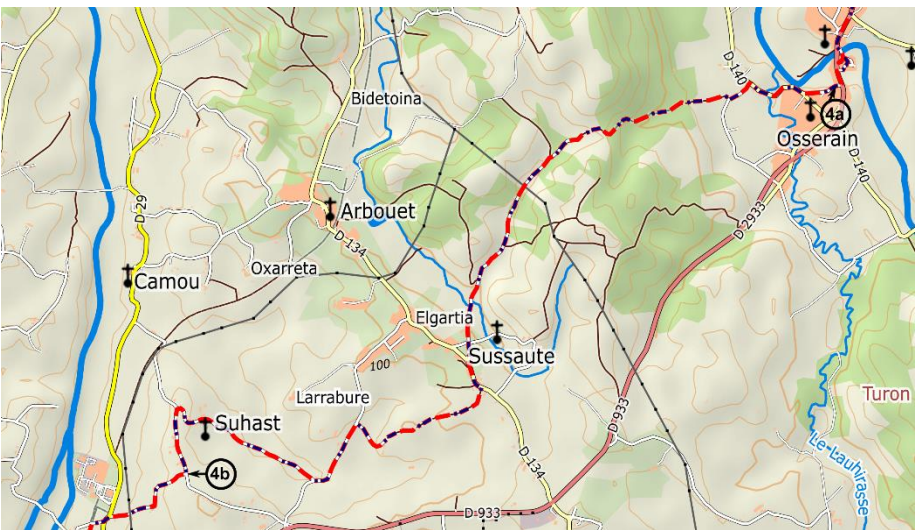 D 140
4a
Osserain
D 140
Bidetoina
D 29
Arbouet
D 134
D 2933
Oxarreta
Camou
Elgartia
Sussaute
100
Larrabure
Turon
D 933
Suhast
Le Lauhirasse
4b
D 134
D 933